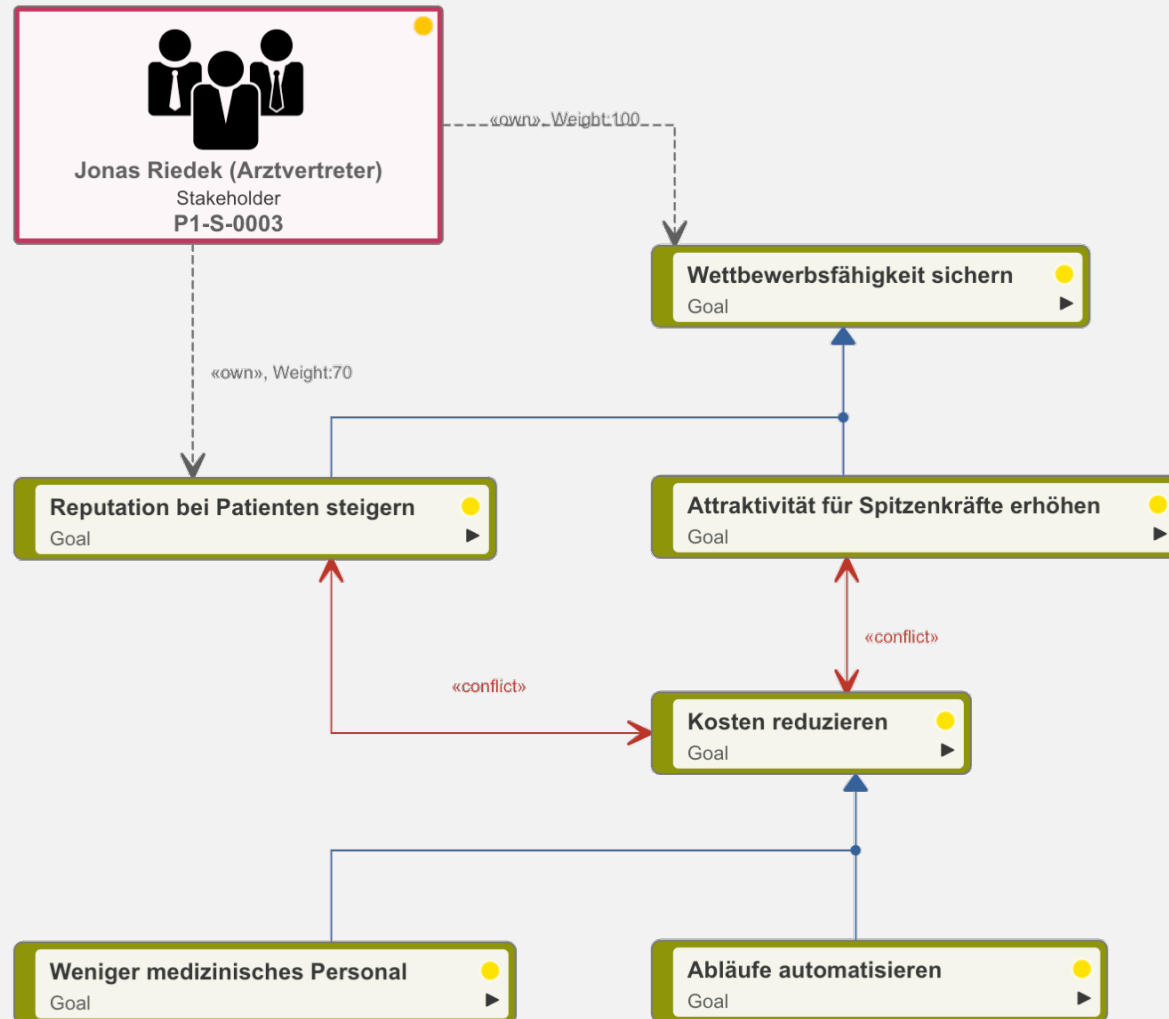 Jonas Riedek (Arztvertreter)
Stakeholder
P1-S-0003
«own», Weight:100
Wettbewerbsfähigkeit sichern
Goal
«own», Weight:70
Reputation bei Patienten steigern
Goal
Attraktivität für Spitzenkräfte erhöhen
Goal
«conflict»
«conflict»
Kosten reduzieren
Goal
Weniger medizinisches Personal
Goal
Abläufe automatisieren
Goal